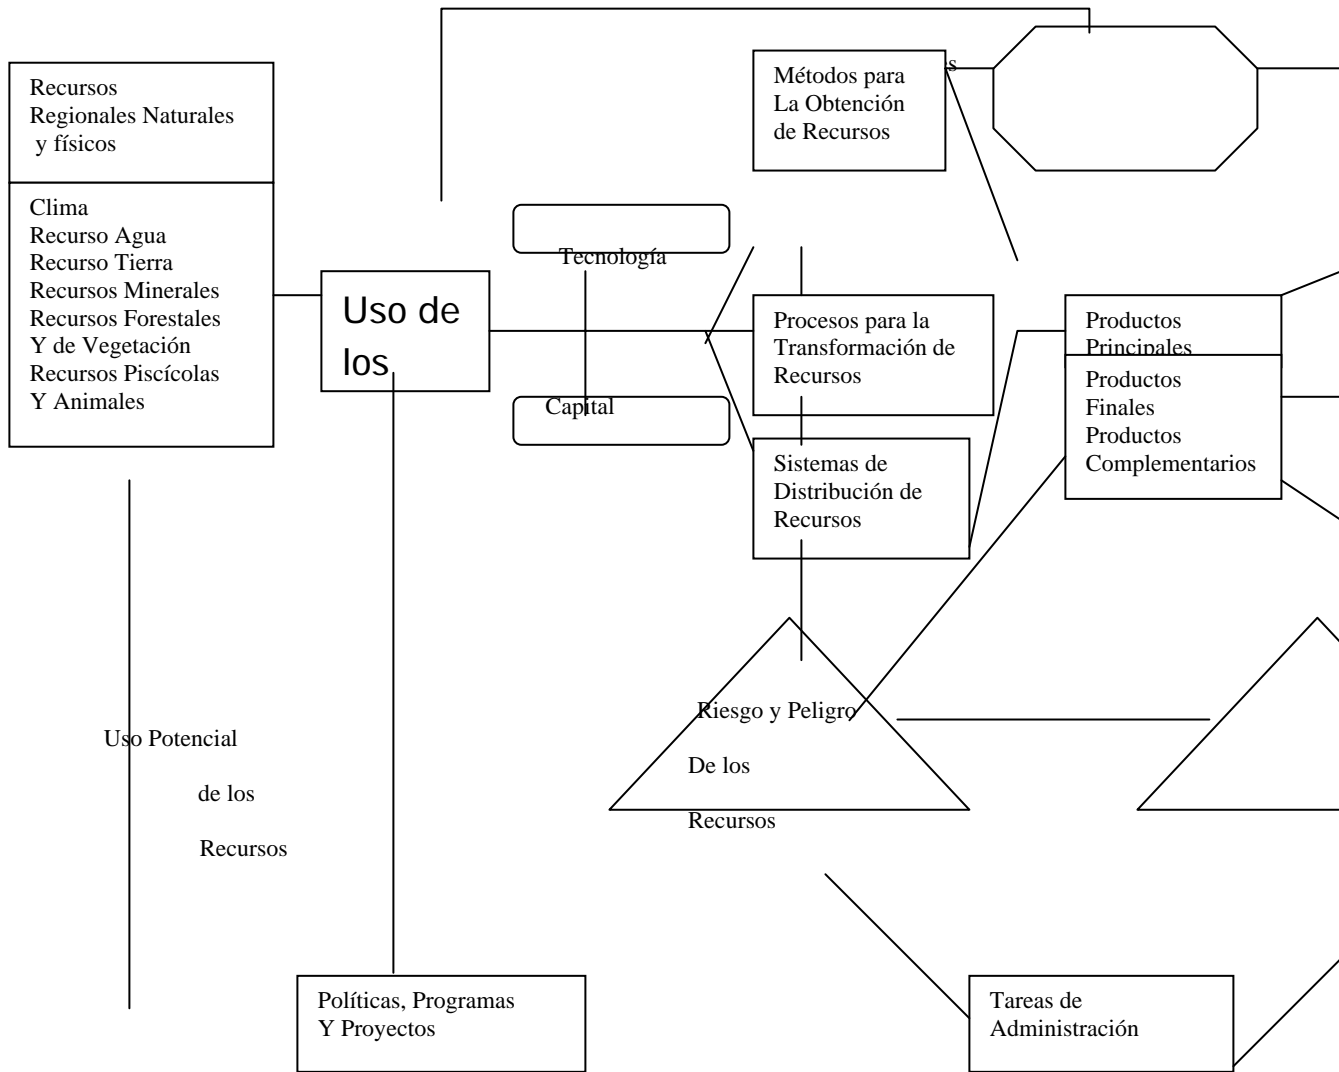 Recursos
Regionales Naturales
y físicos
Clima
Recurso Agua
Recurso Tierra
Recursos Minerales
Recursos Forestales
Y de Vegetación
Recursos Piscícolas
Y Animales
Uso de
los
Tecnología
Capital
Métodos para
La Obtención
de Recursos
Procesos para la
Transformación de
Recursos
Sistemas de
Distribución de
Recursos
Productos
Principales
Productos
Finales
Productos
Complementarios
Riesgo y Peligro
De los
Recursos
Uso Potencial
de los
Recursos
Políticas, Programas
Y Proyectos
Tareas de
Administración